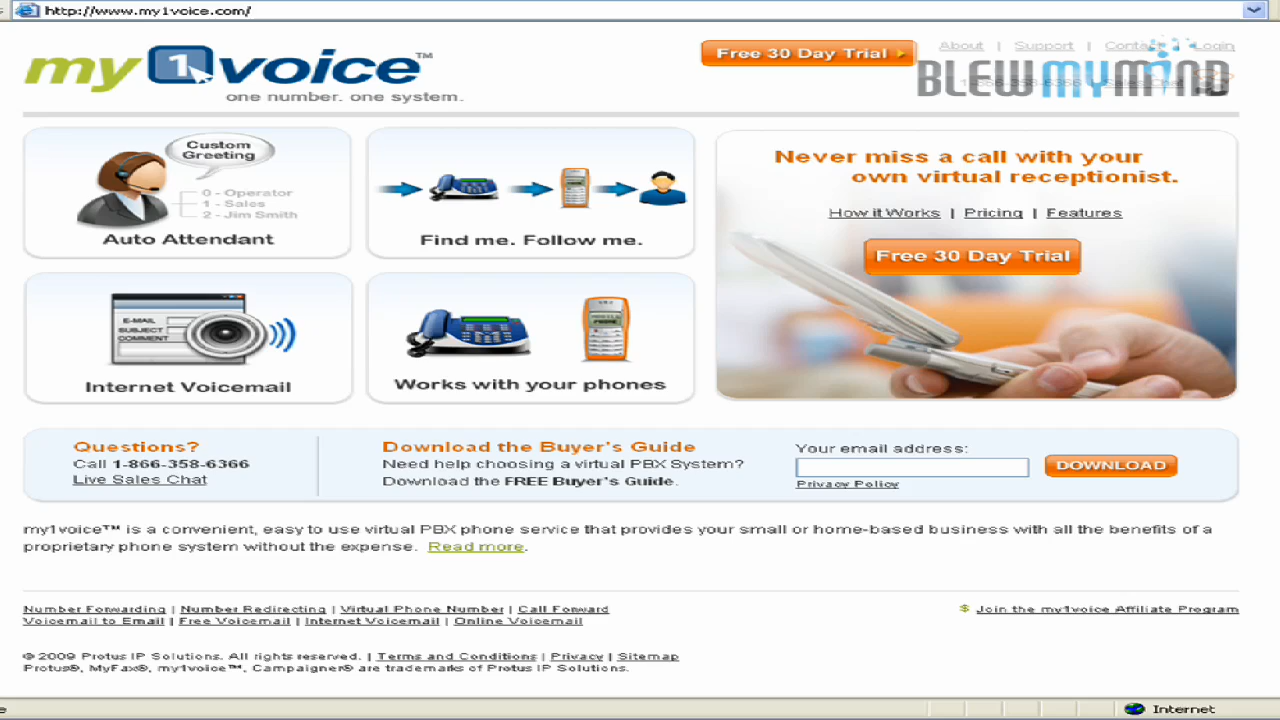 http://www.my1voice.com/
my1voice™
one number. one system.
Free 30 Day Trial
About | Support | Contact | Login
BLEWMYMIND
Custom
Greeting
0 - Operator
1 - Sales
2 - Jim Smith
Auto Attendant
Find me. Follow me.
Never miss a call with your
own virtual receptionist.
How it Works | Pricing | Features
Free 30 Day Trial
E-MAIL
SUBJECT
COMMENT
Internet Voicemail
Works with your phones
Questions?
Call 1-866-358-6366
Live Sales Chat
Download the Buyer's Guide
Need help choosing a virtual PBX System?
Download the FREE Buyer's Guide.
Your email address:
DOWNLOAD
Privacy Policy
my1voice™ is a convenient, easy to use virtual PBX phone service that provides your small or home-based business with all the benefits of a
proprietary phone system without the expense. Read more.
Number Forwarding | Number Redirecting | Virtual Phone Number | Call Forward
Voicemail to Email | Free Voicemail | Internet Voicemail | Online Voicemail
$ Join the my1voice Affiliate Program
© 2009 Protus IP Solutions. All rights reserved. | Terms and Conditions | Privacy | Sitemap
Protus®, MyFax®, my1voice™, Campaigner® are trademarks of Protus IP Solutions.
Internet